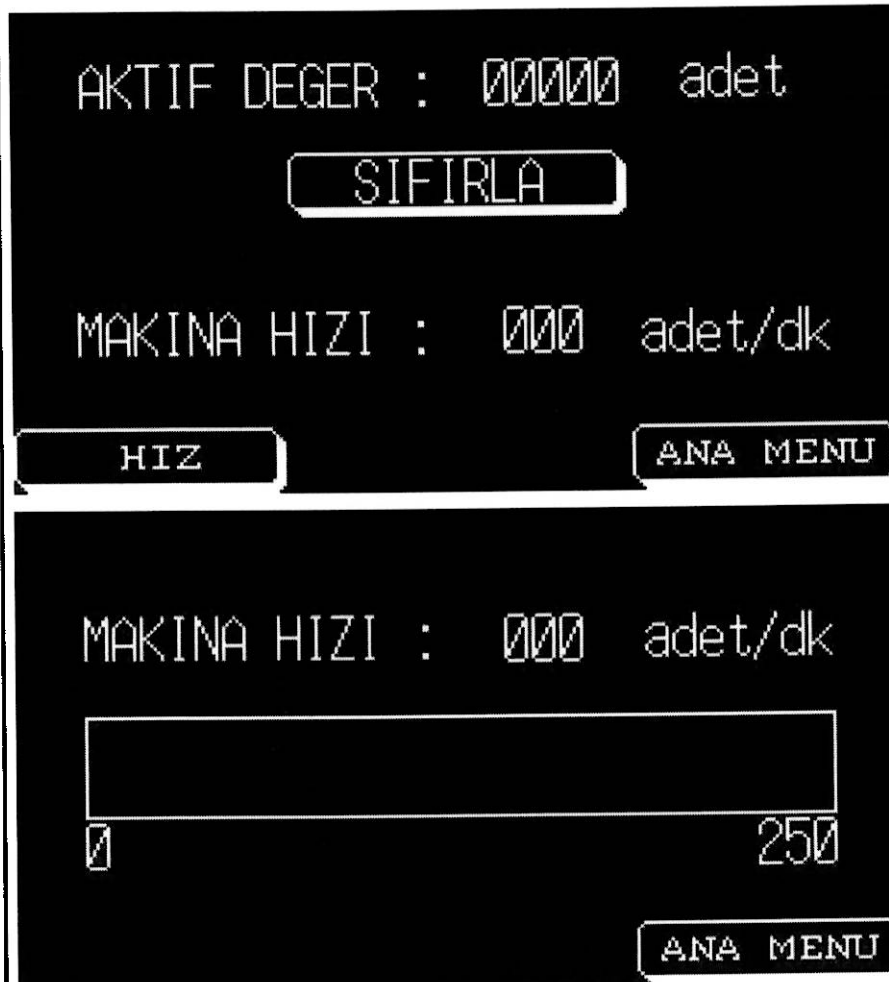 AKTIF DEGER : 00000 adet
SIFIRLA
MAKINA HIZI : 000 adet/dk
HIZ ANA MENU
MAKINA HIZI : 000 adet/dk
0 250
ANA MENU